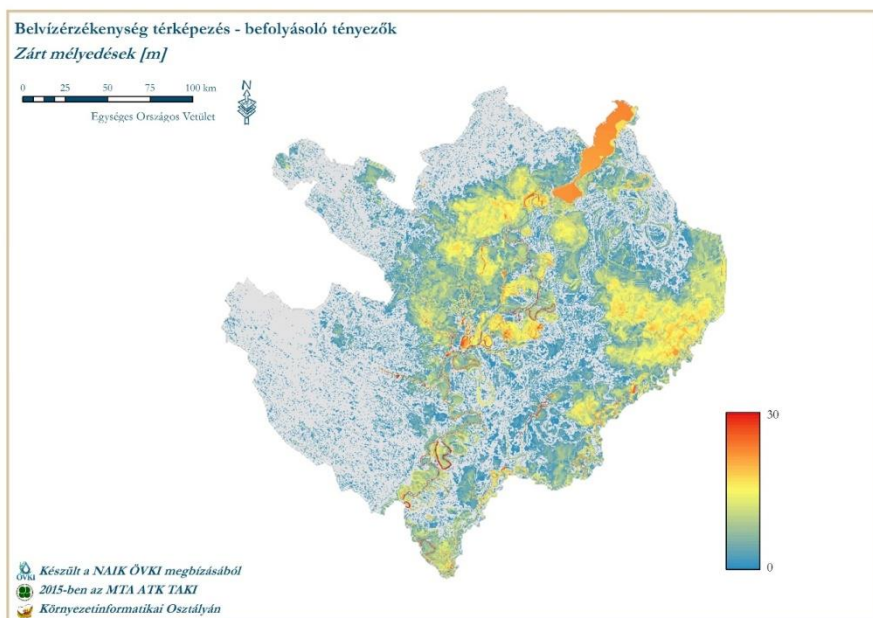 Belvízérzékenység térképezés - befolyásoló tényezők
Zárt mélyedések [m]
0 25 50 75 100 km
N
Egységes Országos Vetület
30
0
ÖVKI Készült a NAIK ÖVKI megbízásából
2015-ben az MTA ATK TAKI
Környezetinformatikai Osztályán